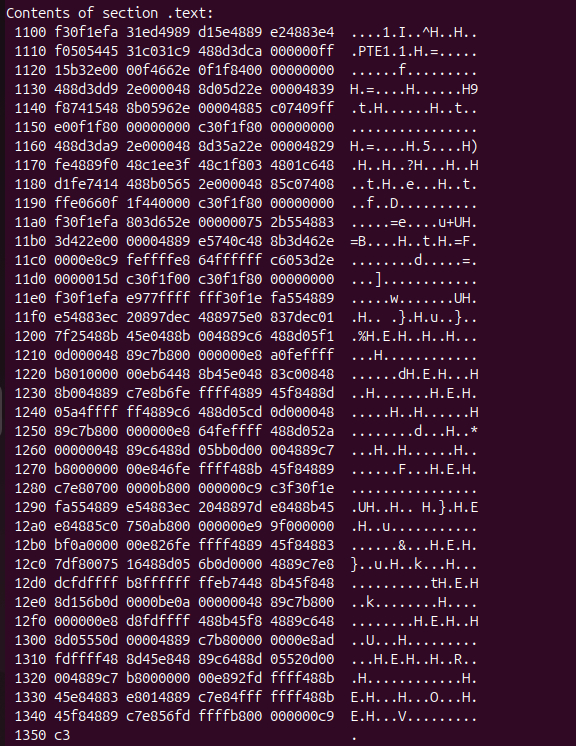 Contents of section .text:
 1100 f30f1efa 31ed4989 d15e4889 e24883e4  ....1.I..^H..H..
 1110 f0505445 31c031c9 488d3dca 000000ff  .PTE1.1.H.=.....
 1120 15b32e00 00f4662e 0f1f8400 00000000  ......f.........
 1130 488d3dd9 2e000048 8d05d22e 00004839  H.=....H......H9
 1140 f8741548 8b05962e 00004885 c07409ff  .t.H......H..t..
 1150 e00f1f80 00000000 c30f1f80 00000000  ................
 1160 488d3da9 2e000048 8d35a22e 00004829  H.=....H.5....H)
 1170 fe4889f0 48c1ee3f 48c1f803 4801c648  .H..H..?H...H..H
 1180 d1fe7414 488b0565 2e000048 85c07408  ..t.H..e...H..t.
 1190 ffe0660f 1f440000 c30f1f80 00000000  ..f..D..........
 11a0 f30f1efa 803d652e 00000075 2b554883  .....=e....u+UH.
 11b0 3d422e00 00004889 e5740c48 8b3d462e  =B....H..t.H.=F.
 11c0 0000e8c9 feffffe8 64ffffff c6053d2e  ........d.....=.
 11d0 0000015d c30f1f00 c30f1f80 00000000  ...]............
 11e0 f30f1efa e977ffff fff30f1e fa554889  .....w.......UH.
 11f0 e54883ec 20897dec 488975e0 837dec01  .H.. .}.H.u..}..
 1200 7f25488b 45e0488b 004889c6 488d05f1  .%H.E.H..H..H...
 1210 0d000048 89c7b800 000000e8 a0feffff  ...H............
 1220 b8010000 00eb6448 8b45e048 83c00848  ......dH.E.H...H
 1230 8b004889 c7e8b6fe ffff4889 45f8488d  ..H.......H.E.H.
 1240 05a4ffff ff4889c6 488d05cd 0d000048  .....H..H......H
 1250 89c7b800 000000e8 64feffff 488d052a  ........d...H..*
 1260 00000048 89c6488d 05bb0d00 004889c7  ...H..H......H..
 1270 b8000000 00e846fe ffff488b 45f84889  ......F...H.E.H.
 1280 c7e80700 0000b800 000000c9 c3f30f1e  ................
 1290 fa554889 e54883ec 2048897d e8488b45  .UH..H.. H.}.H.E
 12a0 e84885c0 750ab800 000000e9 9f000000  .H..u...........
 12b0 bf0a0000 00e826fe ffff4889 45f84883  ......&...H.E.H.
 12c0 7df80075 16488d05 6b0d0000 4889c7e8  }..u.H..k...H...
 12d0 dcfdffff b8ffffff ffeb7448 8b45f848  ..........tH.E.H
 12e0 8d156b0d 0000be0a 00000048 89c7b800  ..k........H....
 12f0 000000e8 d8fdffff 488b45f8 4889c648  ........H.E.H..H
 1300 8d05550d 00004889 c7b80000 0000e8ad  ..U...H.........
 1310 fdffff48 8d45e848 89c6488d 05520d00  ...H.E.H..H..R..
 1320 004889c7 b8000000 00e892fd ffff488b  .H............H.
 1330 45e84883 e8014889 c7e84fff ffff488b  E.H...H...O...H.
 1340 45f84889 c7e856fd ffffb800 000000c9  E.H...V.........
 1350 c3                                   .